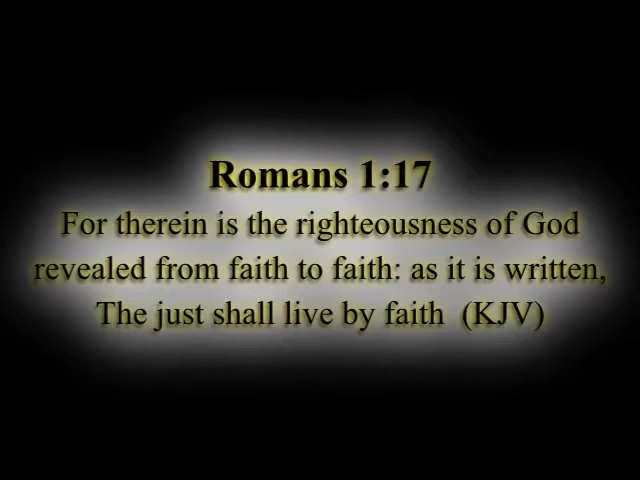 Romans 1:17
For therein is the righteousness of God
revealed from faith to faith: as it is written,
The just shall live by faith (KJV)